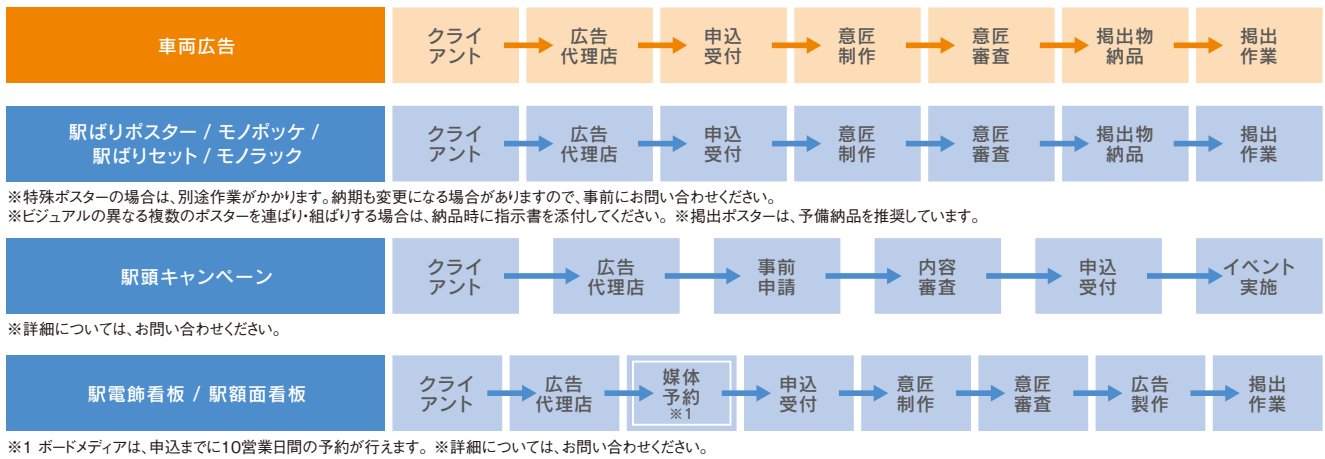 車両広告
クライ
アント
広告
代理店
申込
受付
意匠
制作
意匠
審査
掲出物
納品
掲出
作業
駅ばりポスター / モノポッケ /
駅ばりセット / モノラック
クライ
アント
広告
代理店
申込
受付
意匠
制作
意匠
審査
掲出物
納品
掲出
作業
※特殊ポスターの場合は、別途作業がかかります。納期も変更になる場合がありますので、事前にお問い合わせください。
※ビジュアルの異なる複数のポスターを連ばり・組ばりする場合は、納品時に指示書を添付してください。 ※掲出ポスターは、予備納品を推奨しています。
駅頭キャンペーン
クライ
アント
広告
代理店
事前
申請
内容
審査
申込
受付
イベント
実施
※詳細については、お問い合わせください。
駅電飾看板 / 駅額面看板
クライ
アント
広告
代理店
媒体
予約
※1
申込
受付
意匠
制作
意匠
審査
広告
製作
掲出
作業
※1 ボードメディアは、申込までに10営業日間の予約が行えます。 ※詳細については、お問い合わせください。